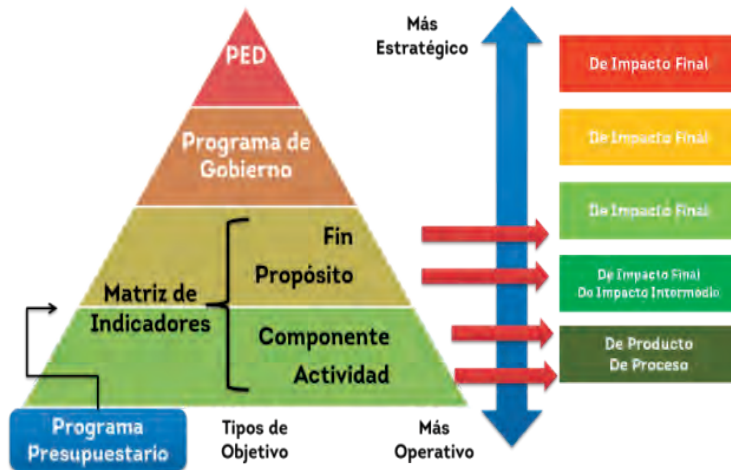 PED
Programa de
Gobierno
Fin
Propósito
Matriz de
Indicadores
Componente
Actividad
Programa
Presupuestario
Tipos de
Objetivo
Más
Operativo
Más
Estratégico
De Impacto Final
De Impacto Final
De Impacto Final
De Impacto Final
De Impacto Intermedio
De Producto
De Proceso